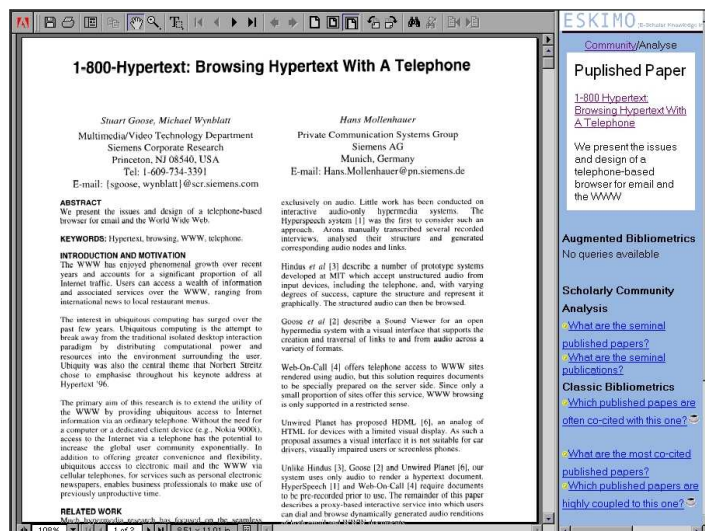 ESKIMO
Community/Analyse
1-800-Hypertext: Browsing Hypertext With A Telephone
Stuart Goose, Michael Wynblatt
Multimedia/Video Technology Department
Siemens Corporate Research
Princeton, NJ 08540, USA
Tel: 1-609-734-3391
E-mail: {sgoose, wynblatt}@scr.siemens.com
Hans Mollenhauer
Private Communication Systems Group
Siemens AG
Munich, Germany
E-mail: Hans.Mollenhauer@pn.siemens.de
ABSTRACT
We present the issues and design of a telephone-based
browser for email and the World Wide Web.
KEYWORDS: Hypertext, browsing, WWW, telephone.
INTRODUCTION AND MOTIVATION
The WWW has enjoyed phenomenal growth over recent
years and accounts for a significant proportion of all
Internet traffic. Users can access a wealth of information
and associated services over the WWW, ranging from
international news to local restaurant menus.
The interest in ubiquitous computing has surged over the
past few years. Ubiquitous computing is the attempt to
break away from the traditional isolated desktop interaction
paradigm by distributing computational power and
resources into the environment surrounding the user.
Ubiquity was also the central theme that Norbert Streitz
chose to emphasise throughout his keynote address at
Hypertext '96.
The primary aim of this research is to extend the utility of
the WWW by providing ubiquitous access to Internet
information via an ordinary telephone. Without the need for
a computer or a dedicated client device (e.g., Nokia 9000i),
access to the Internet via a telephone has the potential to
increase the global user community exponentially. In
addition to offering greater convenience and flexibility,
ubiquitous access to electronic mail and the WWW via
cellular telephones, for services such as personal electronic
newspapers, enables business professionals to make use of
previously unproductive time.
RELATED WORK
Much hypermedia research has focused on the seamless
exclusively on audio. Little work has been conducted on
interactive audio-only hypermedia systems. The
Hyperspeech system [1] was the first to consider such an
approach. Arons manually transcribed several recorded
interviews, analysed their structure and generated
corresponding audio nodes and links.
Hindus et al [3] describe a number of prototype systems
developed at MIT which accept unstructured audio from
input devices, including the telephone, and, with varying
degrees of success, capture the structure and represent it
graphically. The structured audio can then be browsed.
Goose et al [2] describe a Sound Viewer for an open
hypermedia system with a visual interface that supports the
creation and traversal of links to and from audio across a
variety of formats.
Web-On-Call [4] offers telephone access to WWW sites
rendered using audio, but this solution requires documents
to be specially prepared on the server side. Since only a
small proportion of sites offer this service, WWW browsing
is only supported in a restricted sense.
Unwired Planet has proposed HDML [6], an analog of
HTML for devices with a limited visual display. As such a
proposal assumes a visual interface it is not suitable for car
drivers, visually impaired users or screenless phones.
Unlike Hindus [3], Goose [2] and Unwired Planet [6], our
system uses only audio to render a hypertext document.
HyperSpeech [1] and Web-On-Call [4] require documents
to be pre-recorded prior to use. The remainder of this paper
describes a proxy-based interactive service into which users
can dial and browse dynamically generated audio renditions
108%
1 of 2
8.51 x 11.01 in
Puplished Paper
1-800 Hypertext:
Browsing Hypertext With
A Telephone
We present the issues
and design of a
telephone-based
browser for email and
the WWW
Augmented Bibliometrics
No queries available
Scholarly Community
Analysis
What are the seminal
published papers?
What are the seminal
publications?
Classic Bibliometrics
Which published papers are
often co-cited with this one?
What are the most co-cited
published papers?
Which published papers are
highly coupled to this one?